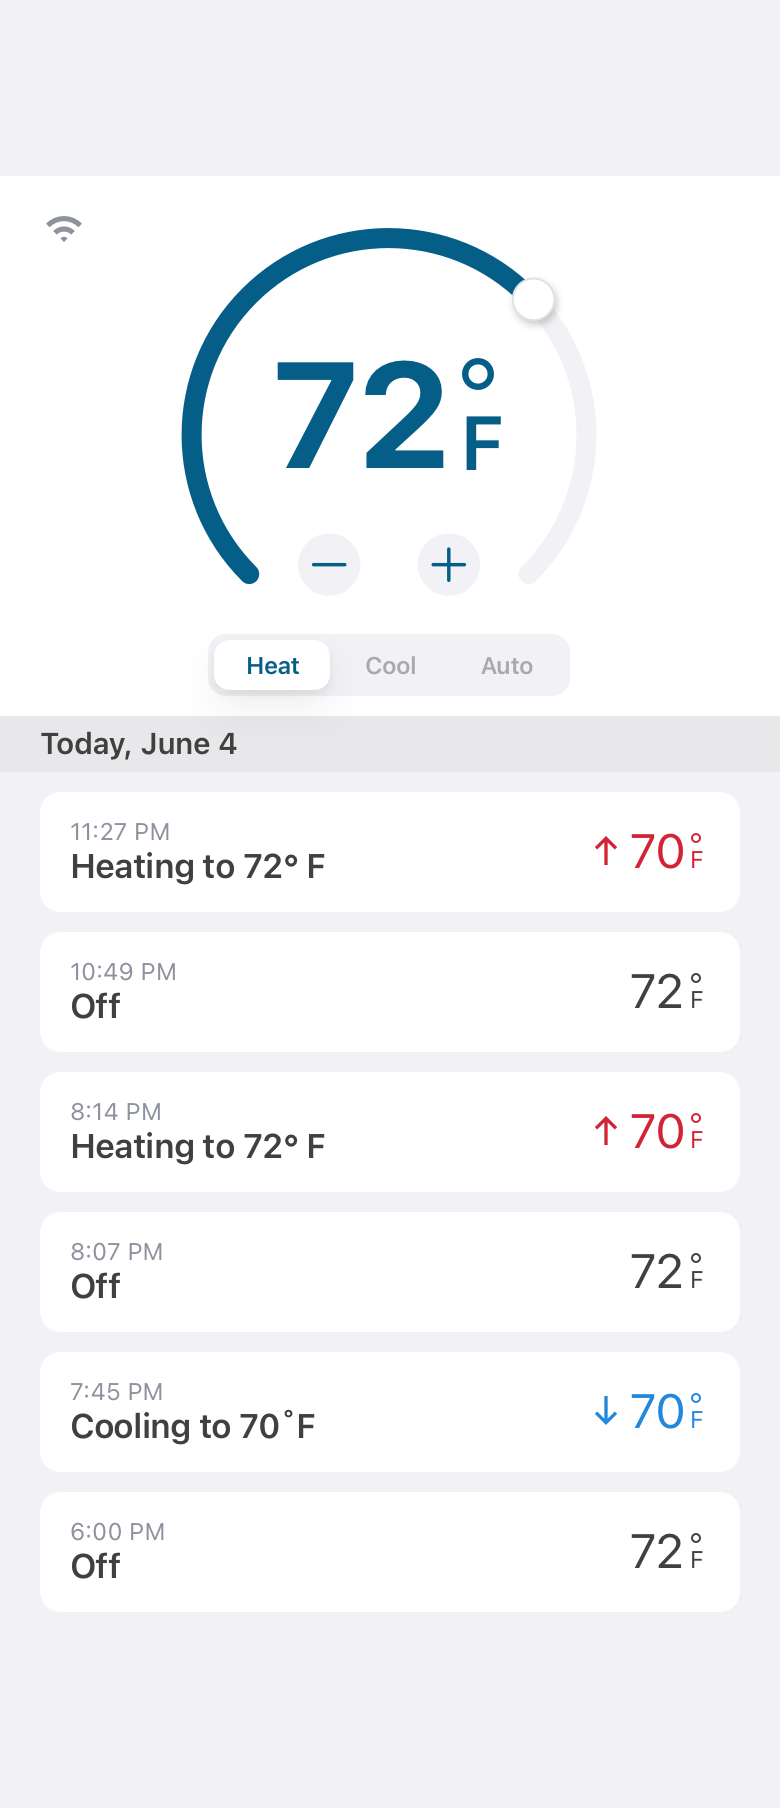 72°F
Heat Cool Auto
Today, June 4
11:27 PM
Heating to 72° F
↑ 70°F
10:49 PM
Off
72°F
8:14 PM
Heating to 72° F
↑ 70°F
8:07 PM
Off
72°F
7:45 PM
Cooling to 70˚F
↓ 70°F
6:00 PM
Off
72°F